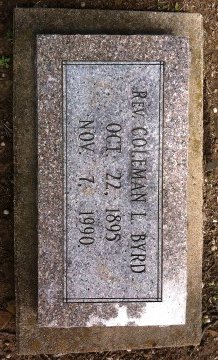 REV. COLEMAN L. BYRD
OCT. 22, 1895
NOV. 7, 1990